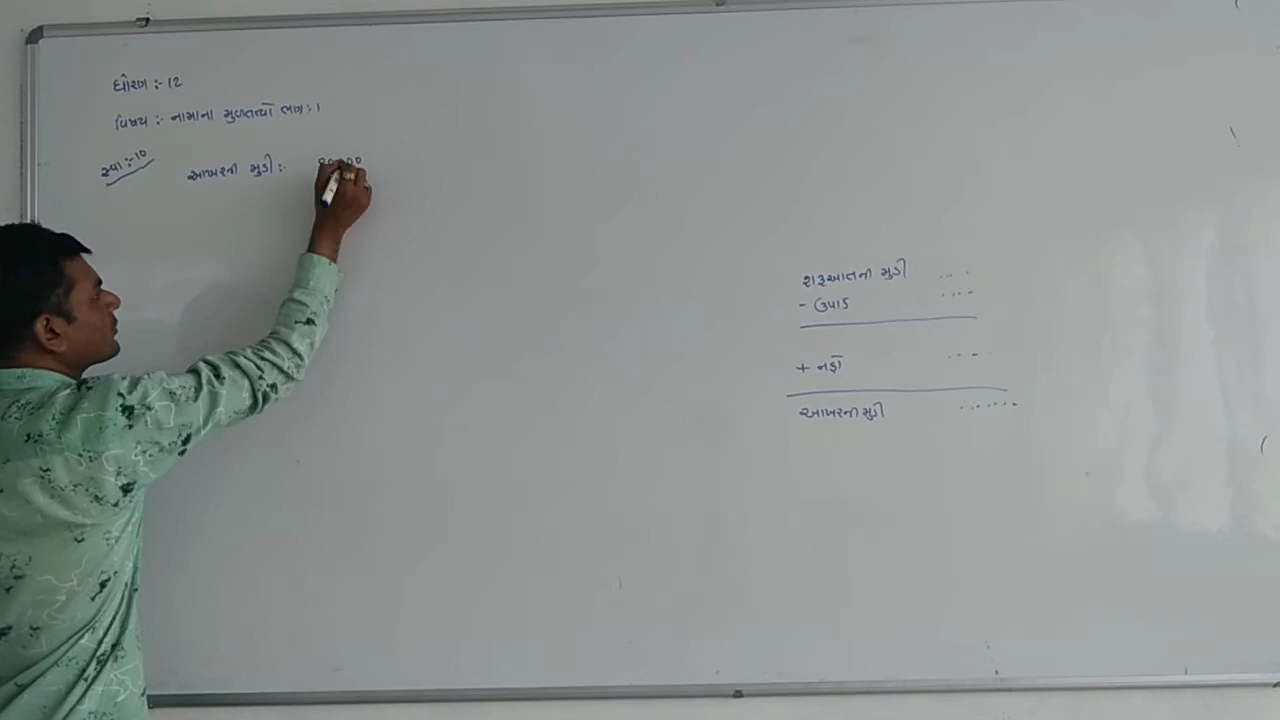 ધોરણ :- 12
વિષય :- નામાના મુળતત્વો ભાગ :- 1
સ્વા :- 10
આખરની મુડી :-
શરૂઆતની મુડી ....
- ઉપાડ ....
+ નફો ...
આખરની મુડી .......